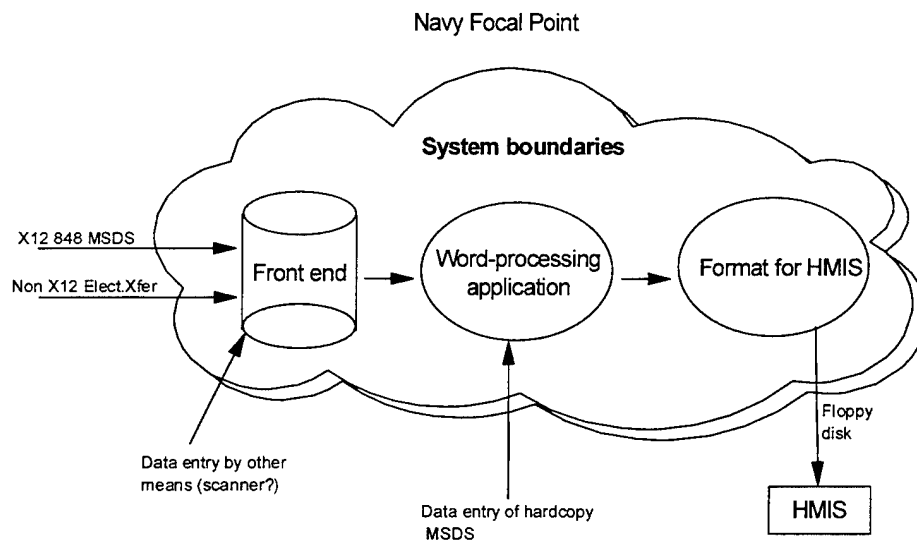 Navy Focal Point
System boundaries
X12 848 MSDS
Non X12 Elect.Xfer
Front end
Word-processing
application
Format for HMIS
Floppy
disk
Data entry by other
means (scanner?)
Data entry of hardcopy
MSDS
HMIS